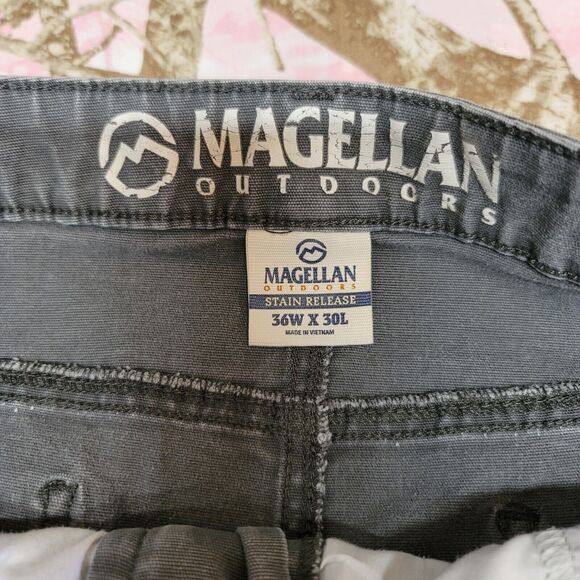 MAGELLAN
OUTDOORS
MAGELLAN
OUTDOORS
STAIN RELEASE
36W X 30L
MADE IN VIETNAM